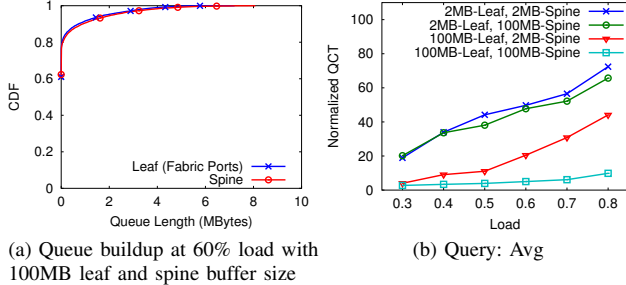 1
0.8
0.6
0.4
0.2
0
CDF
Leaf (Fabric Ports)
Spine
0 2 4 6 8 10
Queue Length (MBytes)
(a) Queue buildup at 60% load with
100MB leaf and spine buffer size
2MB-Leaf, 2MB-Spine
2MB-Leaf, 100MB-Spine
100MB-Leaf, 2MB-Spine
100MB-Leaf, 100MB-Spine
100
80
60
40
20
0
Normalized QCT
0.3 0.4 0.5 0.6 0.7 0.8
Load
(b) Query: Avg